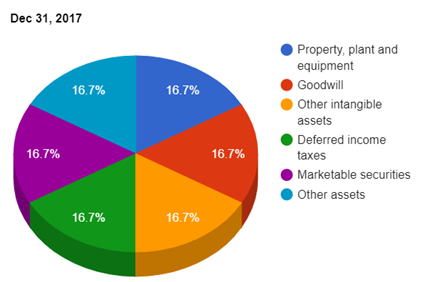 Dec 31, 2017
Property, plant and
equipment
Goodwill
Other intangible
assets
Deferred income
taxes
Marketable securities
Other assets
16.7%
16.7%
16.7%
16.7%
16.7%
16.7%